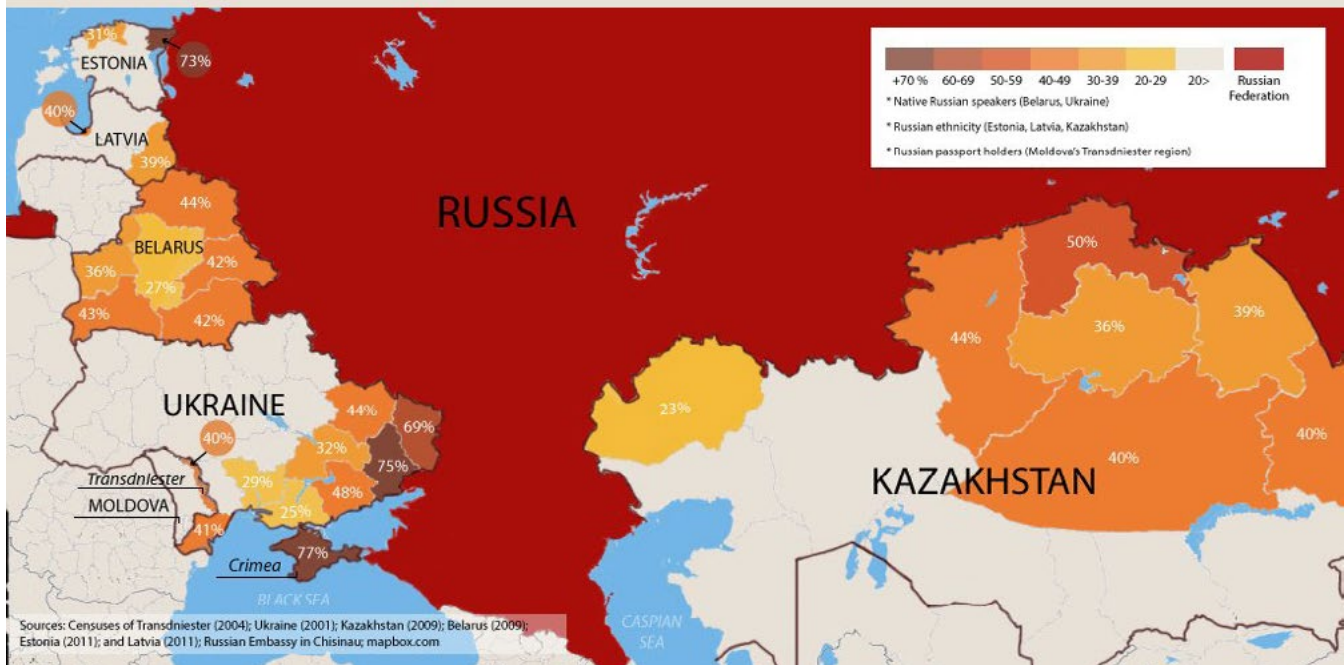 31%
ESTONIA
73%
40%
LATVIA
39%
44%
BELARUS
36%
42%
27%
43%
42%
RUSSIA
+70 % 60-69 50-59 40-49 30-39 20-29 20> Russian
Federation
* Native Russian speakers (Belarus, Ukraine)
* Russian ethnicity (Estonia, Latvia, Kazakhstan)
* Russian passport holders (Moldova's Transdniester region)
50%
39%
44%
36%
23%
40%
40%
KAZAKHSTAN
UKRAINE
44%
69%
40%
32%
75%
Transdniester
29%
48%
MOLDOVA
25%
41%
77%
Crimea
BLACK SEA
CASPIAN
SEA
Sources: Censuses of Transdniester (2004); Ukraine (2001); Kazakhstan (2009); Belarus (2009);
Estonia (2011); and Latvia (2011); Russian Embassy in Chisinau; mapbox.com